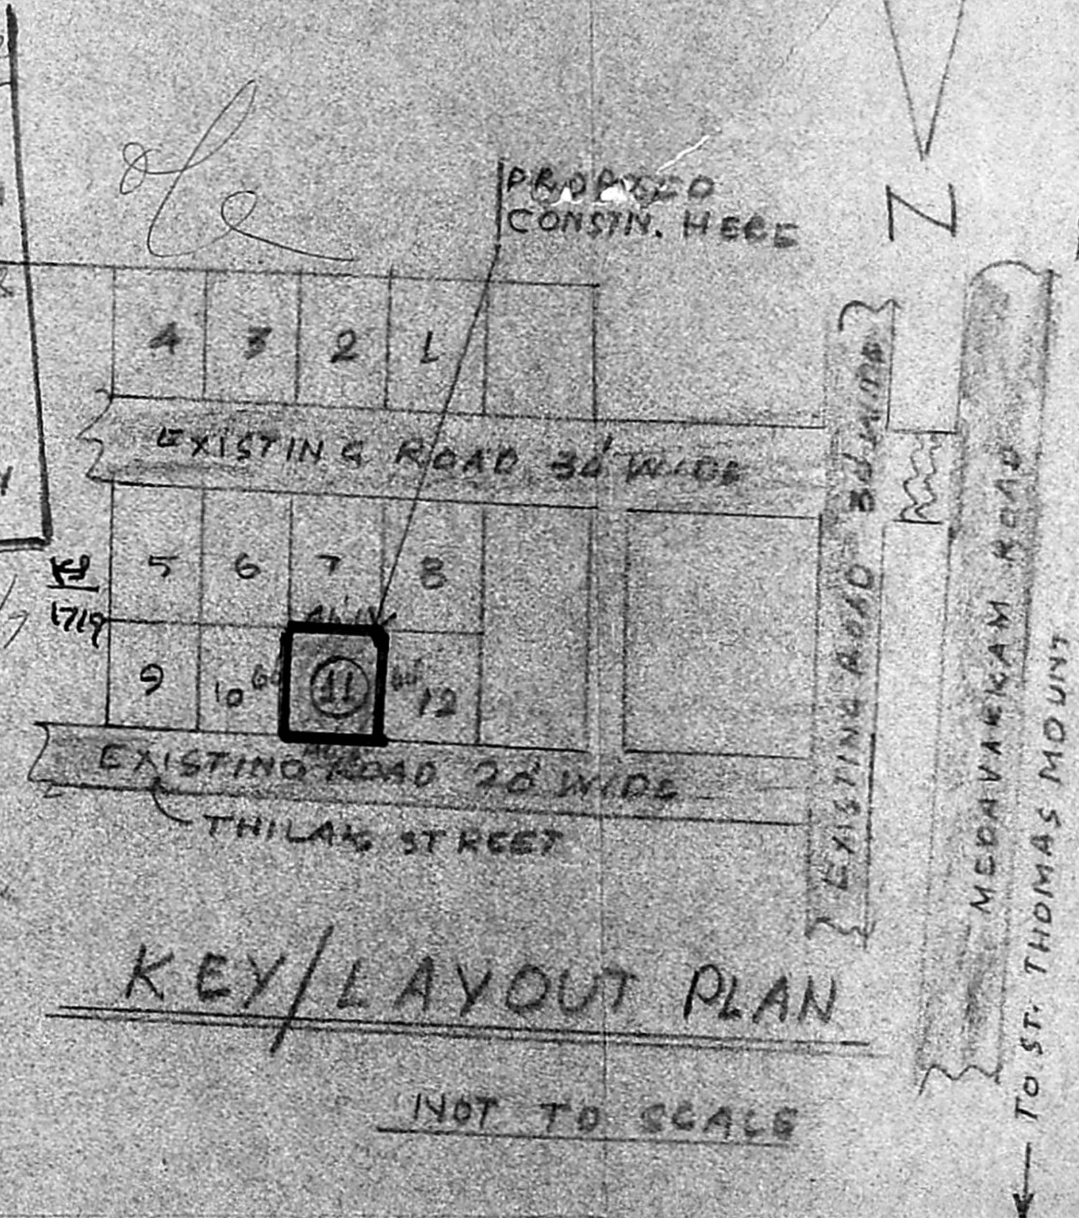 PROPOSED
CONSTN. HERE
N
4 3 2 1
EXISTING ROAD 30' WIDE
5 6 7 8
1719
9 10 11 12
EXISTING ROAD 20' WIDE
THILAK STREET
EXISTING ROAD 30' WIDE
MEDAVAKKAM ROAD
TO ST. THOMAS MOUNT
KEY/LAYOUT PLAN
NOT TO SCALE